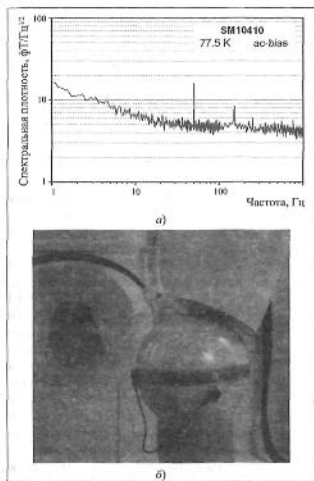 100
SM10410
77.5 K ac-bias
Спектральная плотность, фТ/Гц¹/²
10
1
1 10 100
Частота, Гц
а)
б)